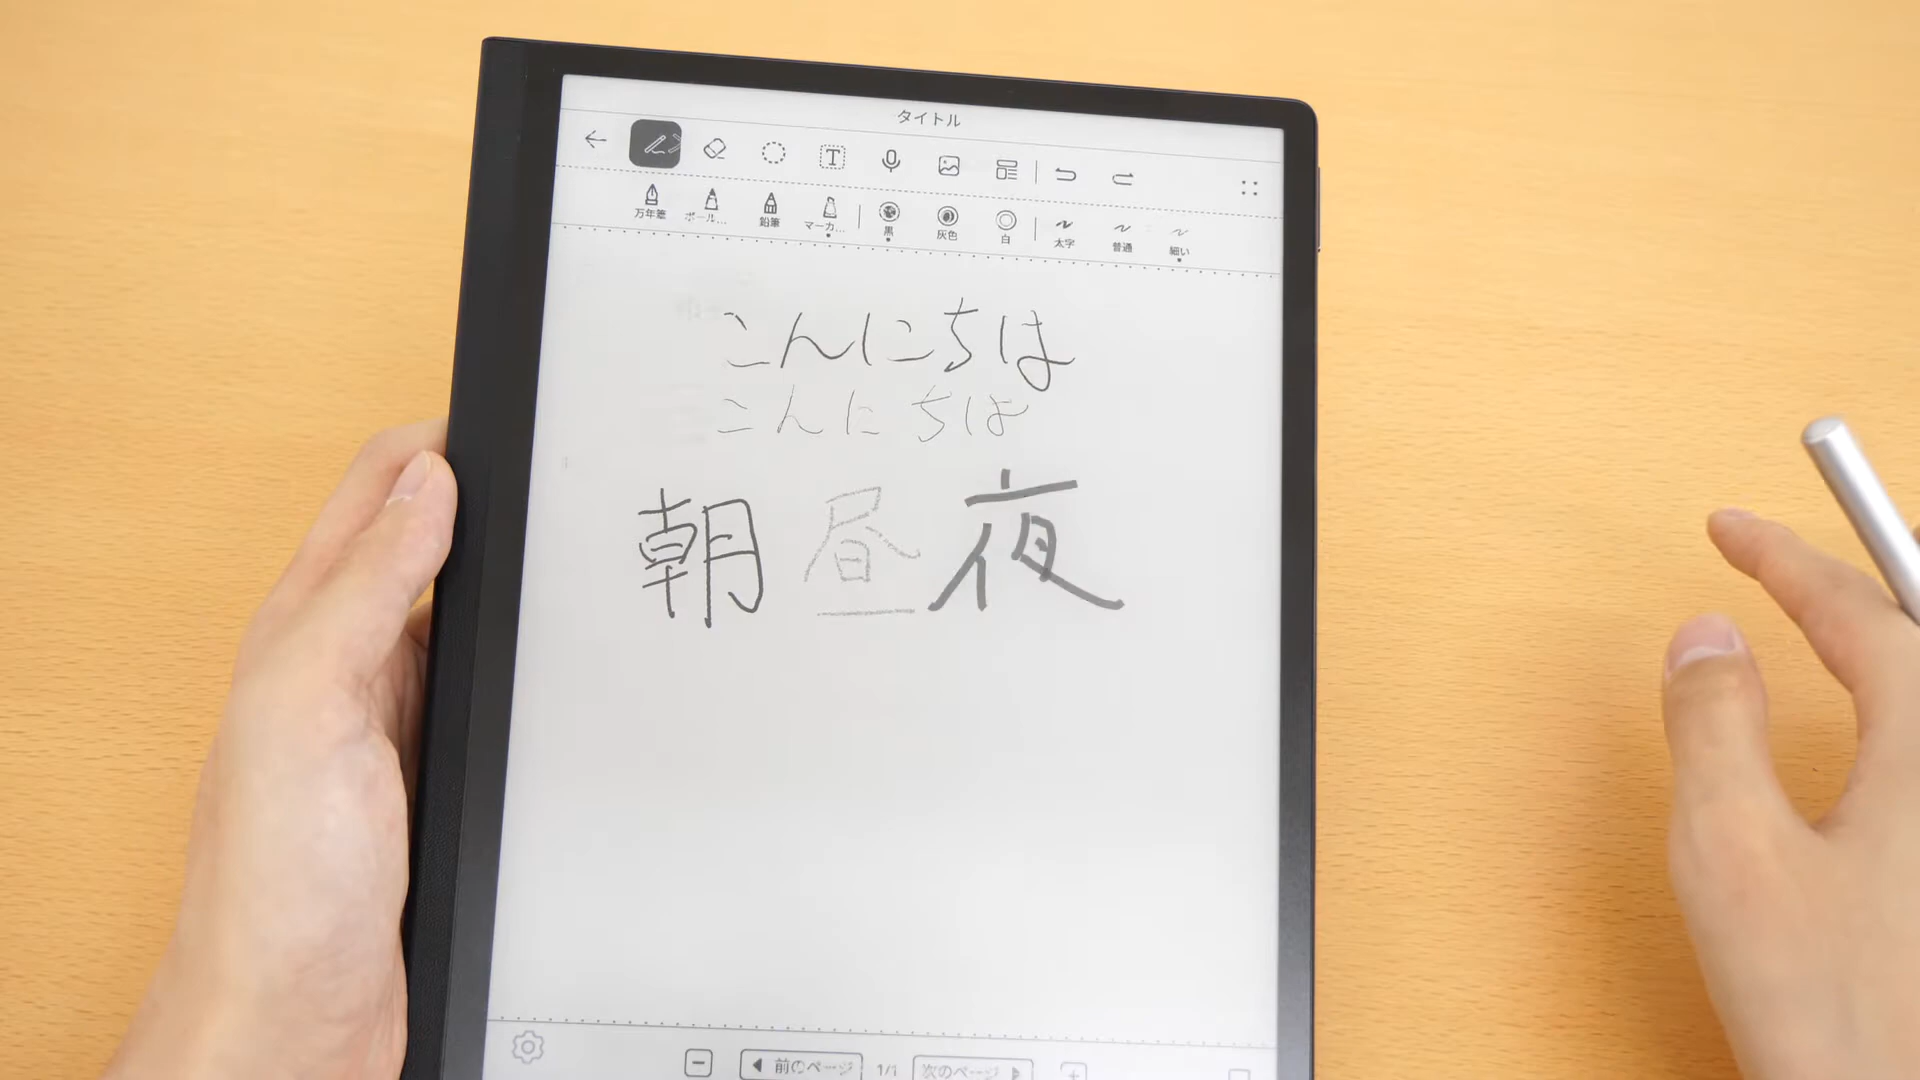 タイトル
万年筆 ボール... 鉛筆 マーカ... 黒 灰色 白 太字 普通 細い
こんにちは
こんにちは
朝 昼 夜
前のページ 1/1 次のページ